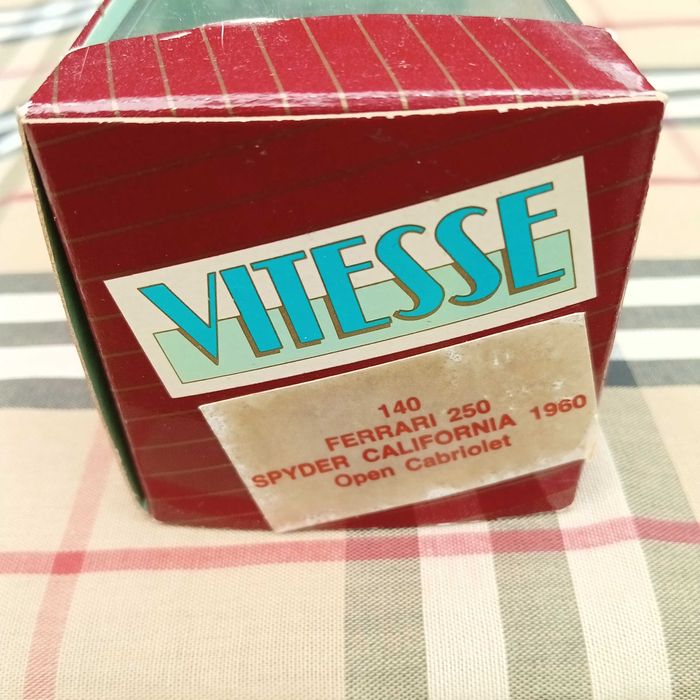 VITESSE
140
FERRARI 250
SPYDER CALIFORNIA 1960
Open Cabriolet